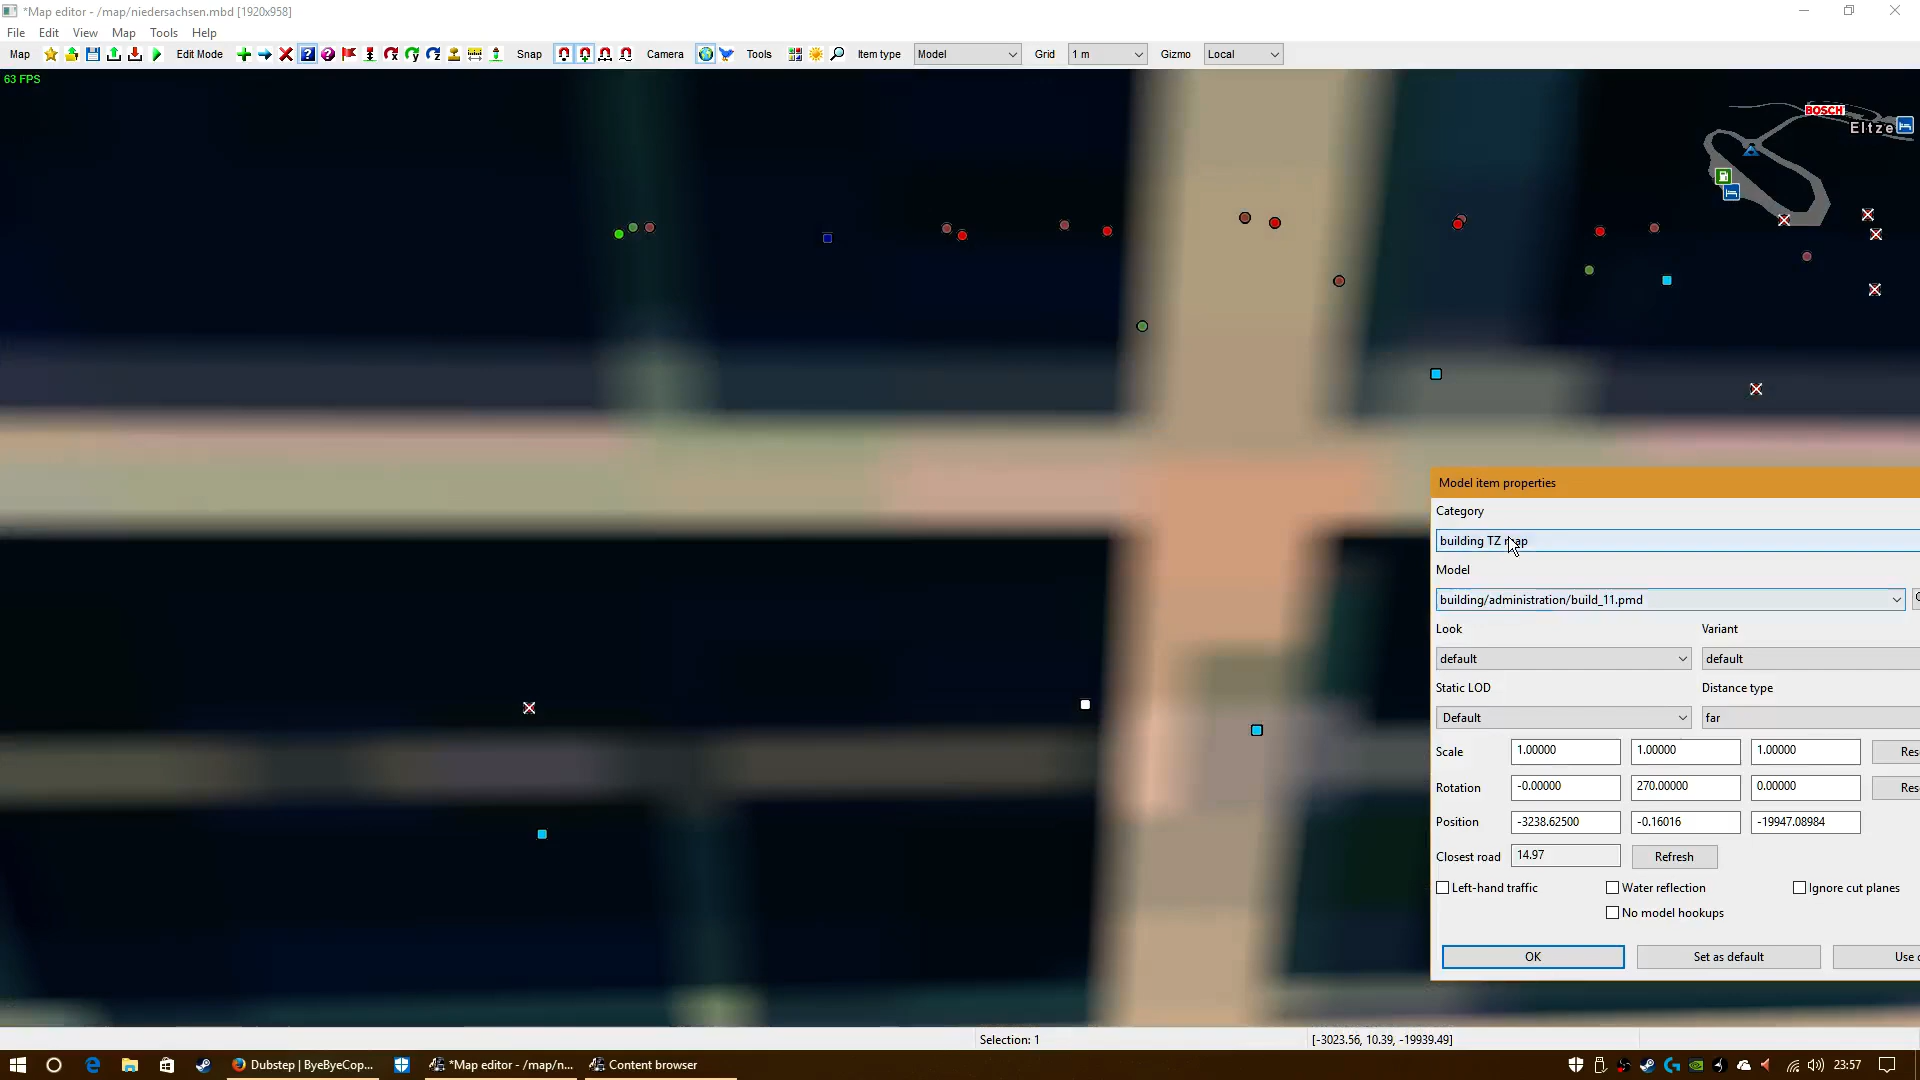 *Map editor - /map/niedersachsen.mbd [1920x958]
File Edit View Map Tools Help
Map Edit Mode Snap Camera Tools Item type Model Grid 1 m Gizmo Local
63 FPS
BOSCH
Eltze
Model item properties
Category
building TZ map
Model
building/administration/build_11.pmd
Look Variant
default default
Static LOD Distance type
Default far
Scale 1.00000 1.00000 1.00000 Res
Rotation -0.00000 270.00000 0.00000 Res
Position -3238.62500 -0.16016 -19947.08984
Closest road 14.97 Refresh
Left-hand traffic Water reflection Ignore cut planes
No model hookups
OK Set as default Use
Selection: 1 [-3023.56, 10.39, -19939.49]
Dubstep | ByeByeCop... *Map editor - /map/n... Content browser 23:57